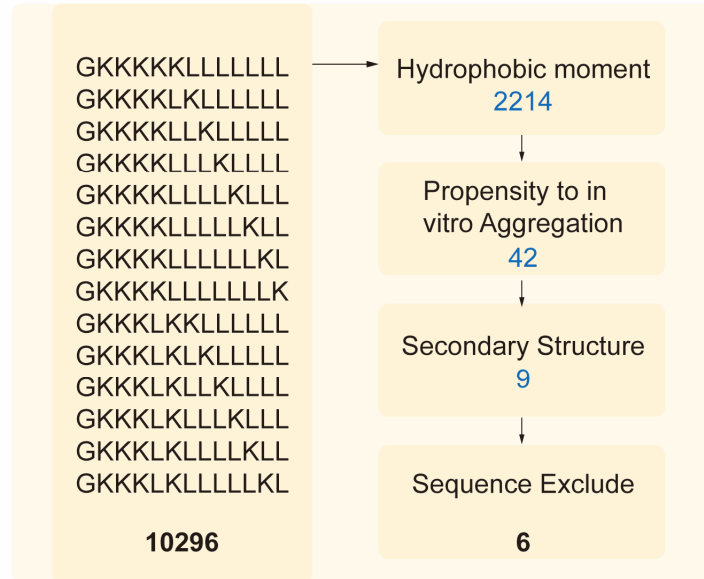 GKKKKKLLLLLLL
GKKKKLKLLLLLL
GKKKKLLKLLLLL
GKKKKLLLKLLLL
GKKKKLLLLKLLL
GKKKKLLLLLKLL
GKKKKLLLLLLKL
GKKKKLLLLLLLK
GKKKLKKLLLLLL
GKKKLKLKLLLLL
GKKKLKLLKLLLL
GKKKLKLLLKLLL
GKKKLKLLLLKLL
GKKKLKLLLLLKL
10296
Hydrophobic moment
2214
Propensity to in
vitro Aggregation
42
Secondary Structure
9
Sequence Exclude
6